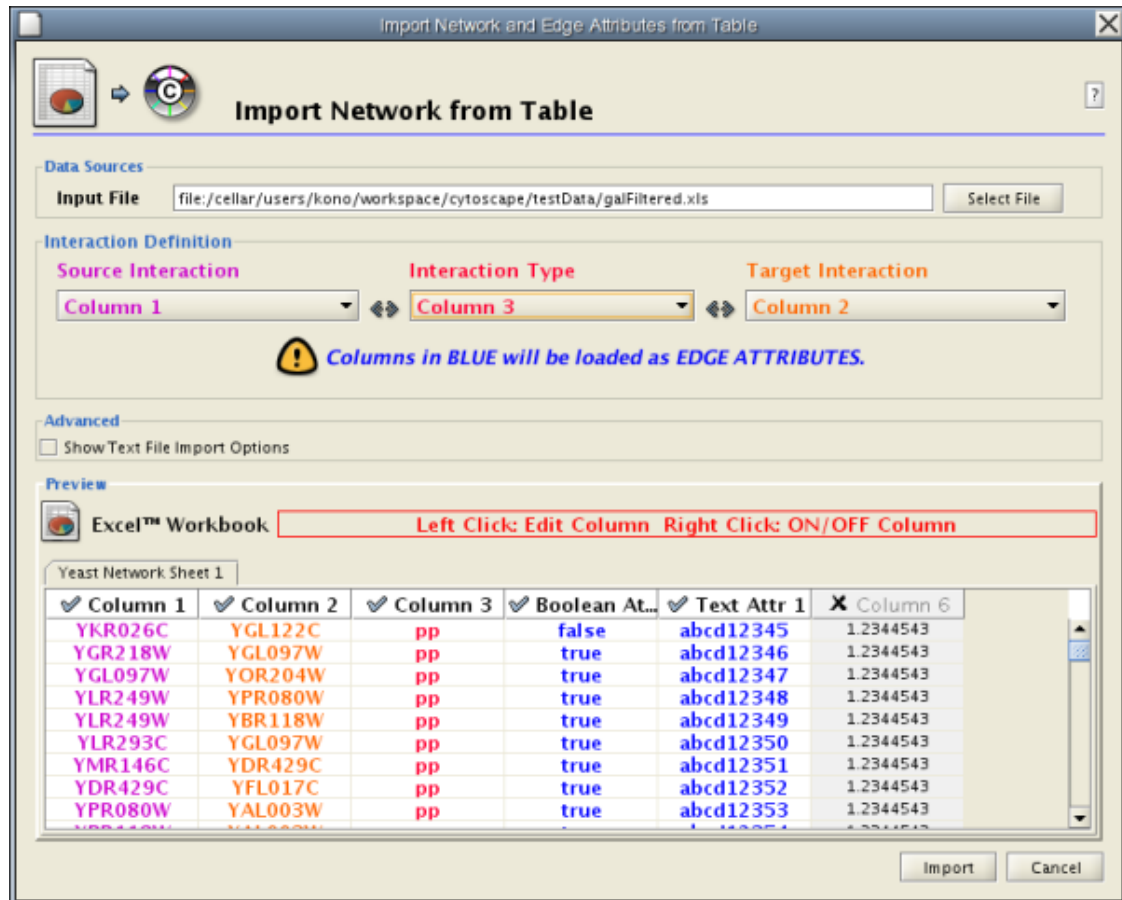 Import Network and Edge Attributes from Table
Import Network from Table
?
Data Sources
Input File file:/cellar/users/kono/workspace/cytoscape/testData/galFiltered.xls Select File
Interaction Definition
Source Interaction Interaction Type Target Interaction
Column 1 Column 3 Column 2
Columns in BLUE will be loaded as EDGE ATTRIBUTES.
Advanced
Show Text File Import Options
Preview
Excel™ Workbook Left Click: Edit Column Right Click: ON/OFF Column
Yeast Network Sheet 1
Column 1 Column 2 Column 3 Boolean At... Text Attr 1 Column 6
YKR026C YGL122C pp false abcd12345 1.2344543
YGR218W YGL097W pp true abcd12346 1.2344543
YGL097W YOR204W pp true abcd12347 1.2344543
YLR249W YPR080W pp true abcd12348 1.2344543
YLR249W YBR118W pp true abcd12349 1.2344543
YLR293C YGL097W pp true abcd12350 1.2344543
YMR146C YDR429C pp true abcd12351 1.2344543
YDR429C YFL017C pp true abcd12352 1.2344543
YPR080W YAL003W pp true abcd12353 1.2344543
Import Cancel